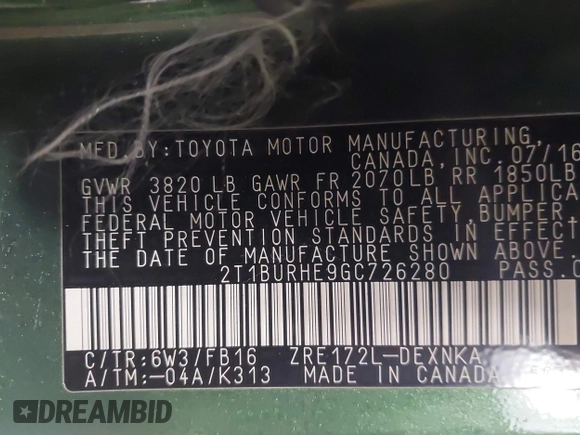 MFD.BY:TOYOTA MOTOR MANUFACTURING,
CANADA,INC. 07/16
GVWR 3820 LB GAWR FR 2070LB, RR 1850LB
THIS VEHICLE CONFORMS TO ALL APPLICA
FEDERAL MOTOR VEHICLE SAFETY,BUMPER,
THEFT PREVENTION STANDARDS IN EFFECT
THE DATE OF MANUFACTURE SHOWN ABOVE.
2T1BURHE9GC726280 PASS.C
C/TR:6W3/FB16 ZRE172L-DEXNKA
A/TM:-04A/K313 MADE IN CANADA
DREAMBID